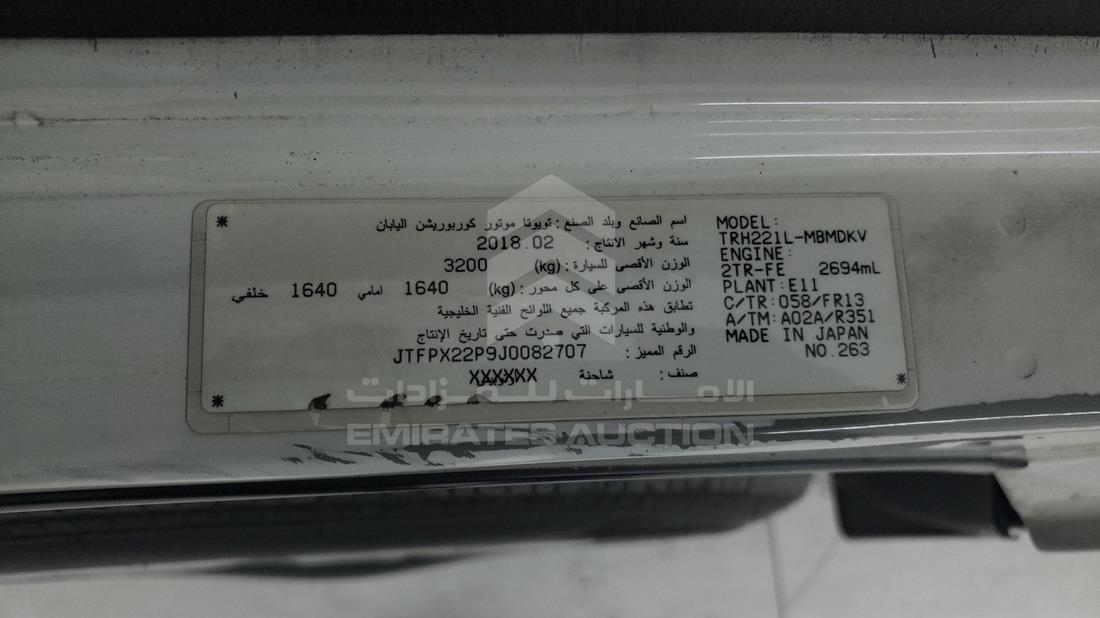 اسم الصانع وبلد الصنع : تويوتا موتور كوربوريشن اليابان
سنة وشهر الانتاج : 2018.02
الوزن الأقصى للسيارة : (kg) 3200
الوزن الأقصى على كل محور : (kg) 1640 امامي 1640 خلفي
تطابق هذه المركبة جميع اللوائح الفنية الخليجية
والوطنية للسيارات التي صدرت حتى تاريخ الإنتاج
الرقم المميز : JTFPX22P9J0082707
صنف : شاحنة XXXXXX
MODEL:
TRH221L-MBMDKV
ENGINE:
2TR-FE 2694mL
PLANT:E11
C/TR:058/FR13
A/TM:A02A/R351
MADE IN JAPAN
NO.263
الامارات للمزادات
EMIRATES AUCTION